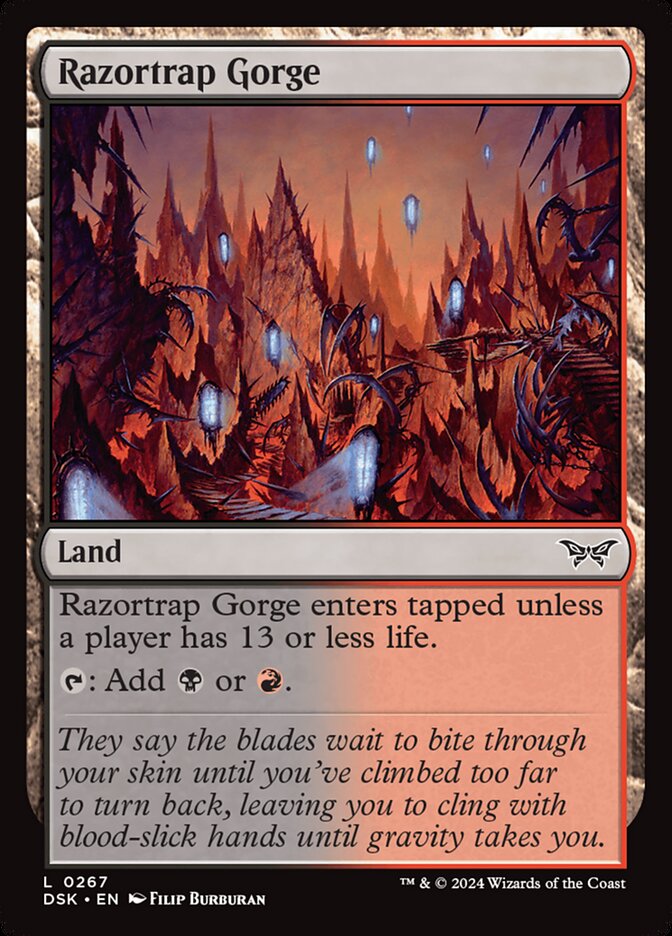 Razortrap Gorge
Land
Razortrap Gorge enters tapped unless
a player has 13 or less life.
: Add or .
They say the blades wait to bite through
your skin until you've climbed too far
to turn back, leaving you to cling with
blood-slick hands until gravity takes you.
L 0267
DSK • EN Filip Burburan
™ & © 2024 Wizards of the Coast